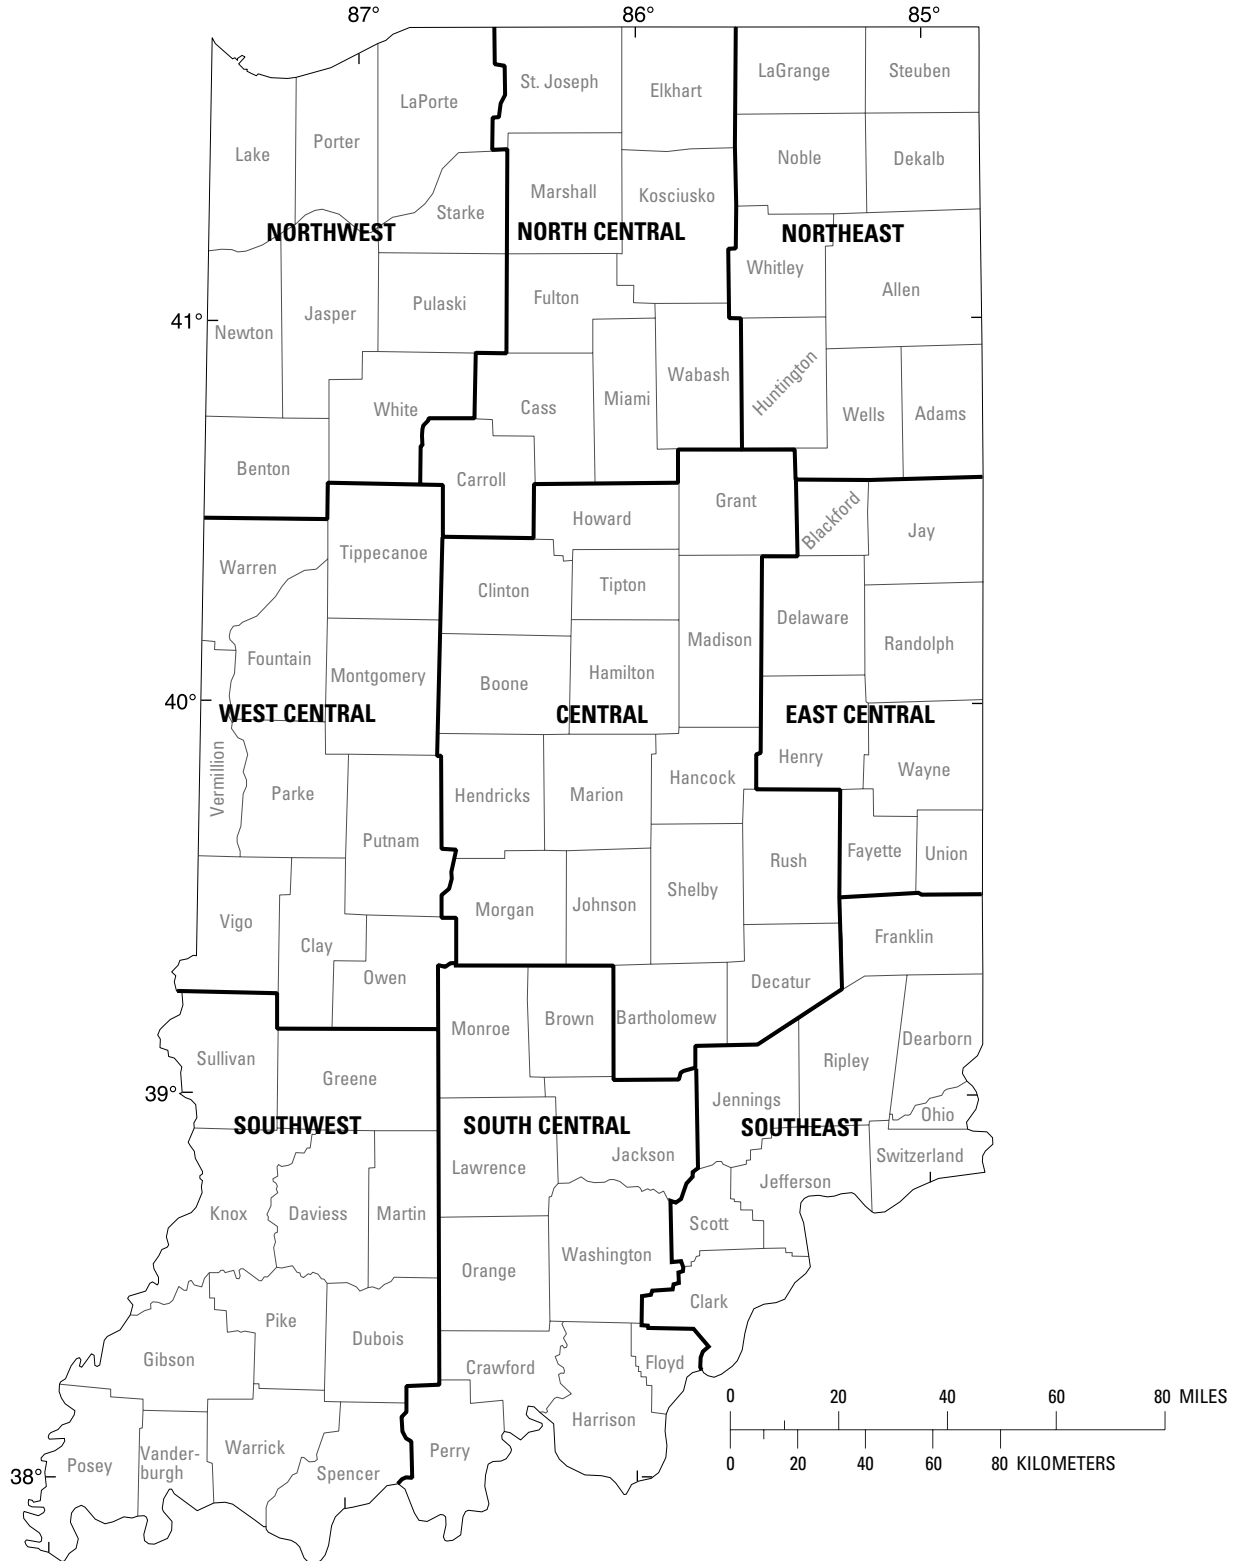 87°
86°
85°
LaGrange
Steuben
St. Joseph
Elkhart
LaPorte
Porter
Lake
Noble
Dekalb
Marshall
Kosciusko
Starke
NORTHWEST
NORTH CENTRAL
NORTHEAST
Whitley
Allen
Fulton
Pulaski
Jasper
41°
Newton
Wabash
Huntington
Miami
Cass
White
Wells
Adams
Benton
Carroll
Grant
Howard
Blackford
Jay
Tippecanoe
Warren
Clinton
Tipton
Delaware
Madison
Randolph
Fountain
Montgomery
Boone
Hamilton
40°
WEST CENTRAL
CENTRAL
EAST CENTRAL
Vermillion
Henry
Wayne
Hancock
Parke
Hendricks
Marion
Putnam
Rush
Fayette
Union
Shelby
Johnson
Morgan
Vigo
Clay
Franklin
Owen
Decatur
Monroe
Brown
Bartholomew
Sullivan
Greene
Ripley
Dearborn
39°
Jennings
Ohio
SOUTHWEST
SOUTH CENTRAL
SOUTHEAST
Jackson
Lawrence
Switzerland
Jefferson
Knox
Daviess
Martin
Scott
Washington
Orange
Clark
Pike
Dubois
Gibson
Crawford
Floyd
Harrison
0 20 40 60 80 MILES
Perry
Warrick
Vander-
burgh
Posey
Spencer
38°
0 20 40 60 80 KILOMETERS